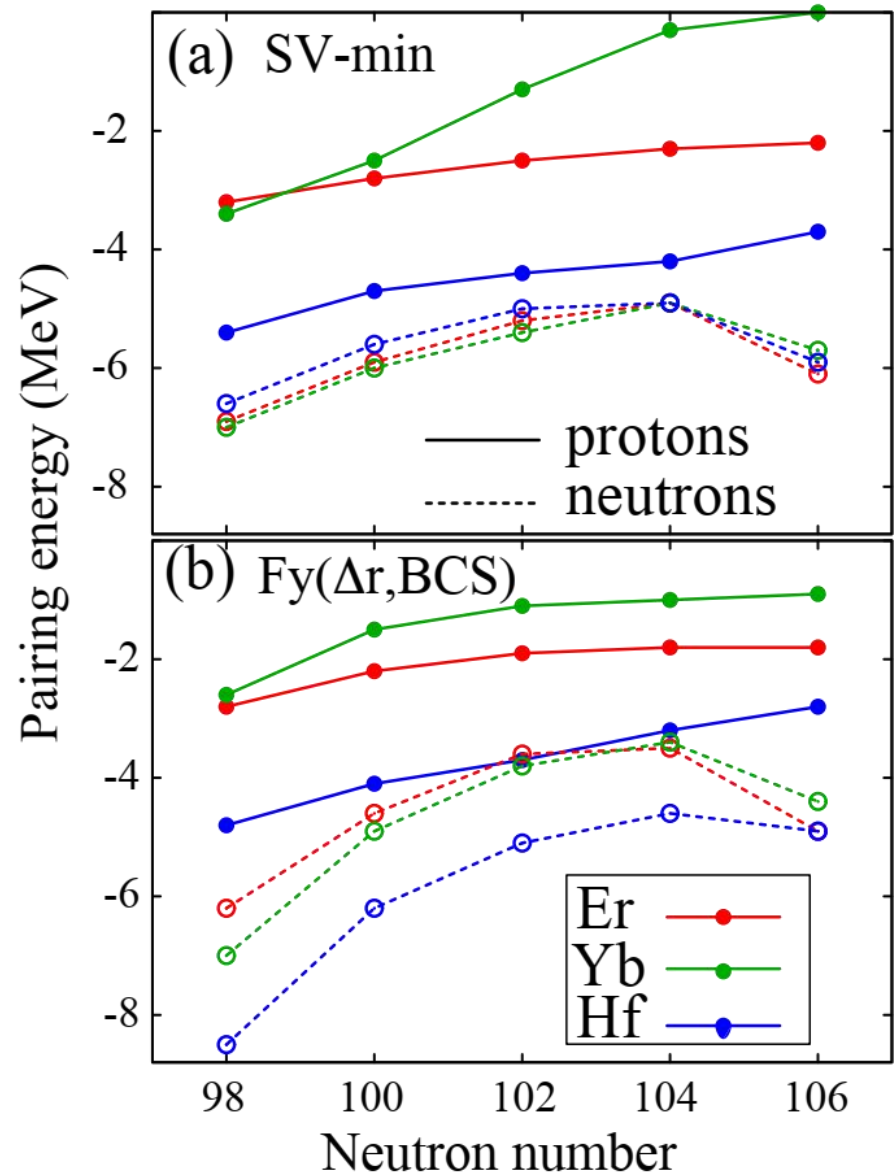 (a) SV-min
-2
-4
-6
-8
protons
neutrons
(b) Fy(Δr,BCS)
-2
-4
-6
-8
Er
Yb
Hf
98 100 102 104 106
Neutron number
Pairing energy (MeV)